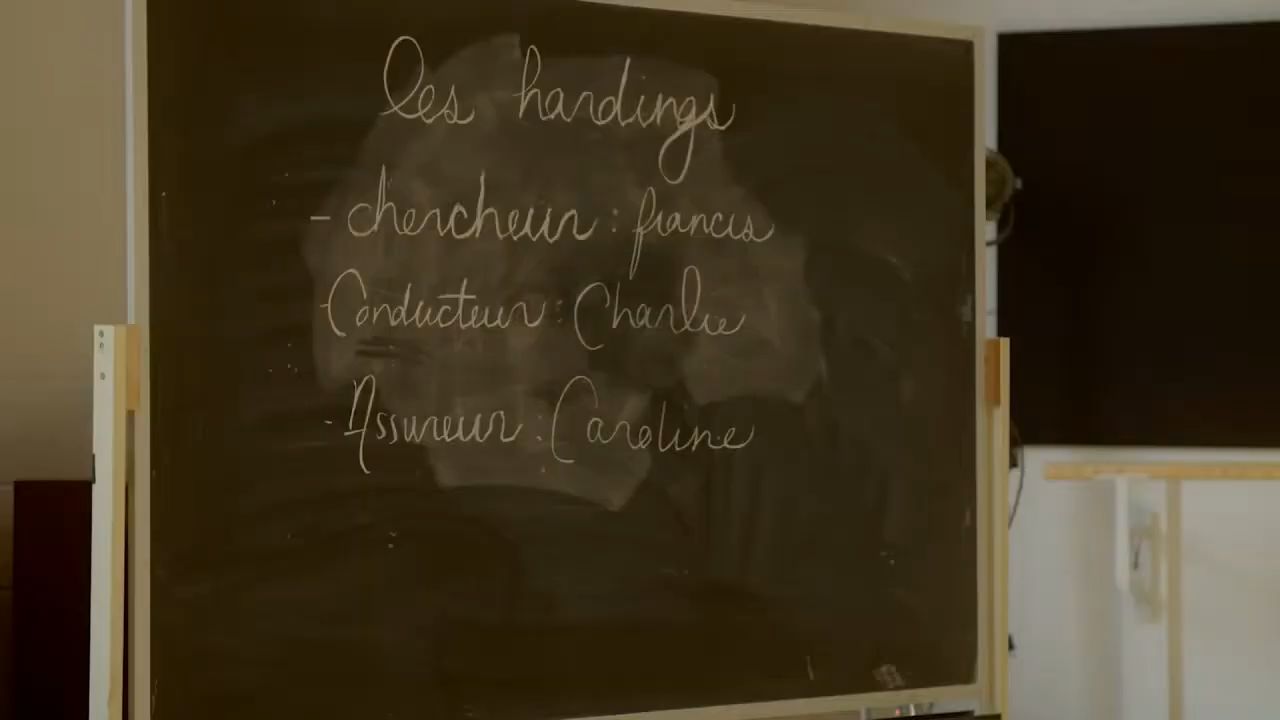 les hardings
- chercheur : francis
- Conducteur : Charlie
- Assureur : Caroline